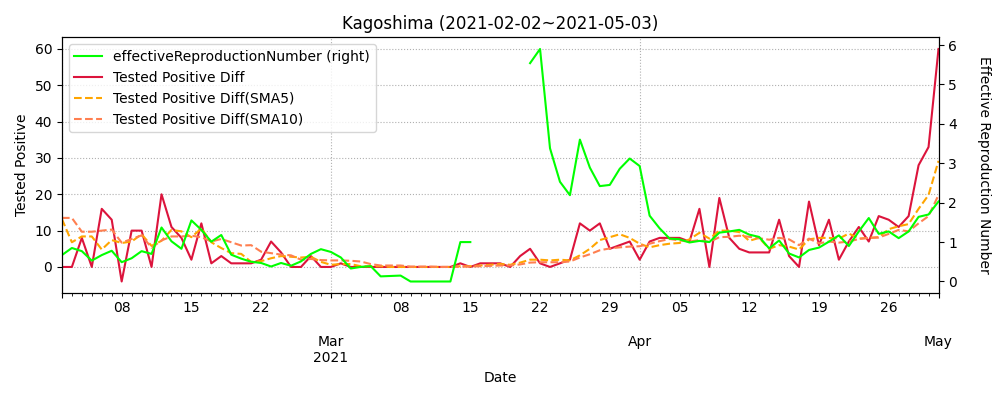 Kagoshima (2021-02-02~2021-05-03)
effectiveReproductionNumber (right)
Tested Positive Diff
Tested Positive Diff(SMA5)
Tested Positive Diff(SMA10)
Tested Positive
60
50
40
30
20
10
0
Effective Reproduction Number
6
5
4
3
2
1
0
08 15 22 08 15 22 29 05 12 19 26
Mar Apr May
2021
Date